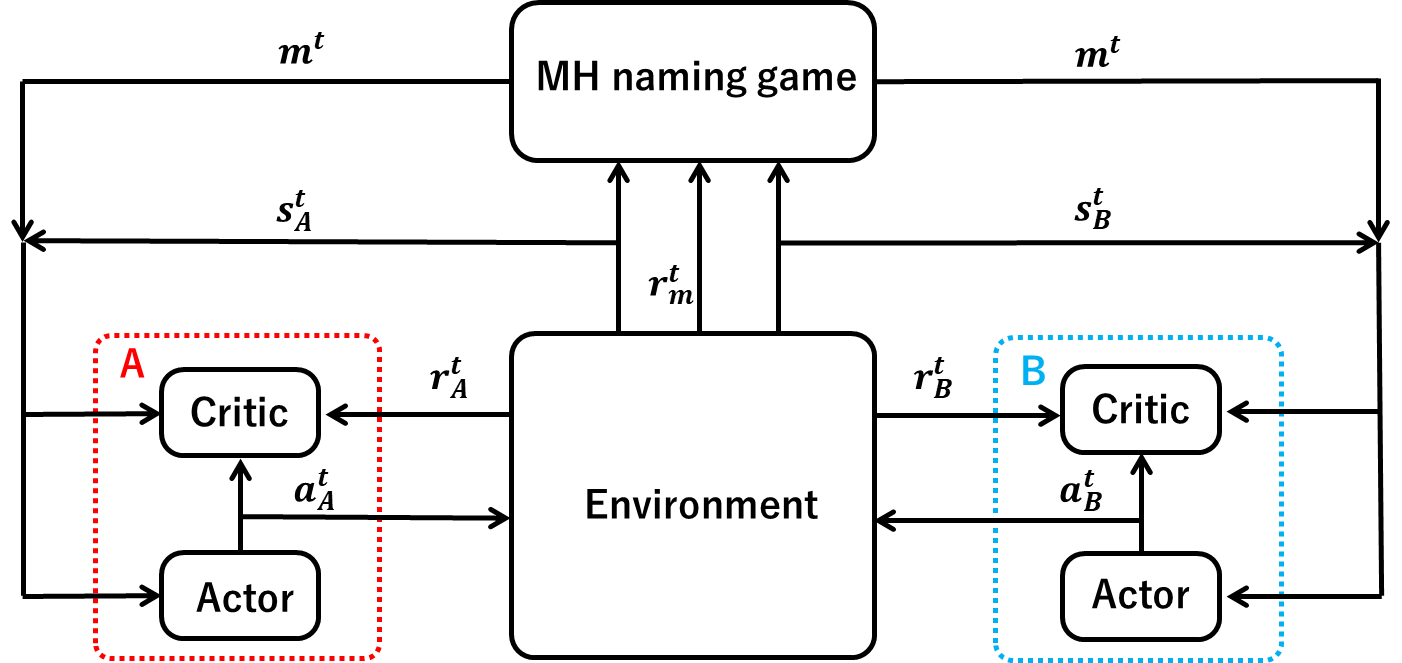 m^t
MH naming game
m^t
s_A^t
s_B^t
r_m^t
A
Critic
r_A^t
r_B^t
B
Critic
a_A^t
Environment
a_B^t
Actor
Actor